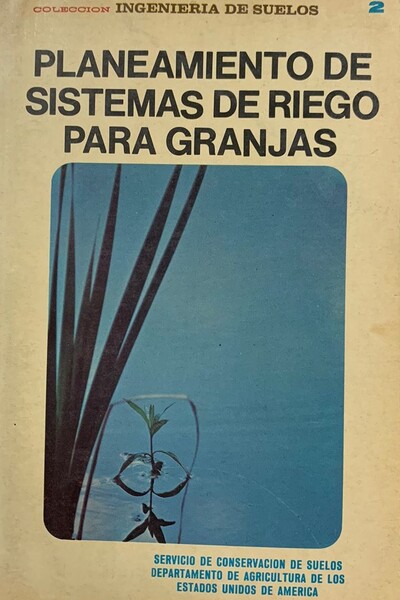 COLECCION INGENIERIA DE SUELOS 2
PLANEAMIENTO DE
SISTEMAS DE RIEGO
PARA GRANJAS
SERVICIO DE CONSERVACION DE SUELOS
DEPARTAMENTO DE AGRICULTURA DE LOS
ESTADOS UNIDOS DE AMERICA